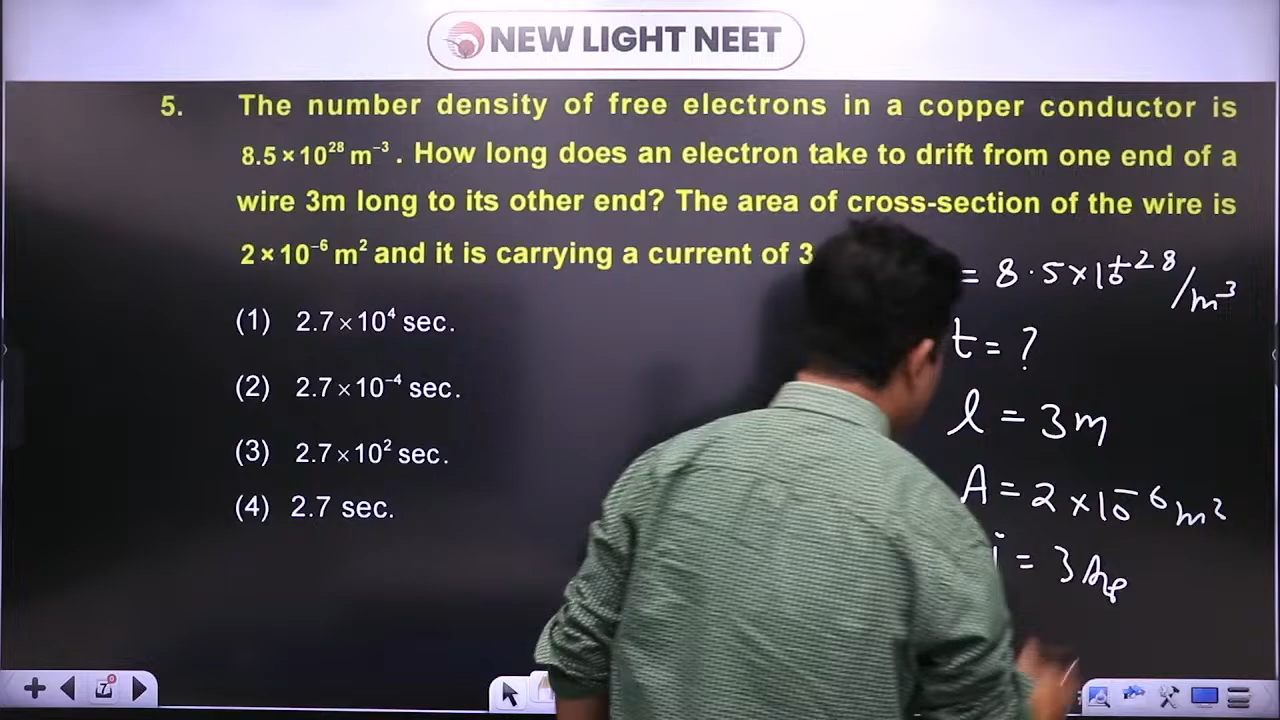 NEW LIGHT NEET
5. The number density of free electrons in a copper conductor is
8.5 × 10²⁸ m⁻³ . How long does an electron take to drift from one end of a
wire 3m long to its other end? The area of cross-section of the wire is
2 × 10⁻⁶ m² and it is carrying a current of 3
(1) 2.7 × 10⁴ sec.
(2) 2.7 × 10⁻⁴ sec.
(3) 2.7 × 10² sec.
(4) 2.7 sec.
= 8.5 × 10⁺²⁸ / m³
t = ?
l = 3m
A = 2 × 10⁻⁶ m²
i = 3 Amp